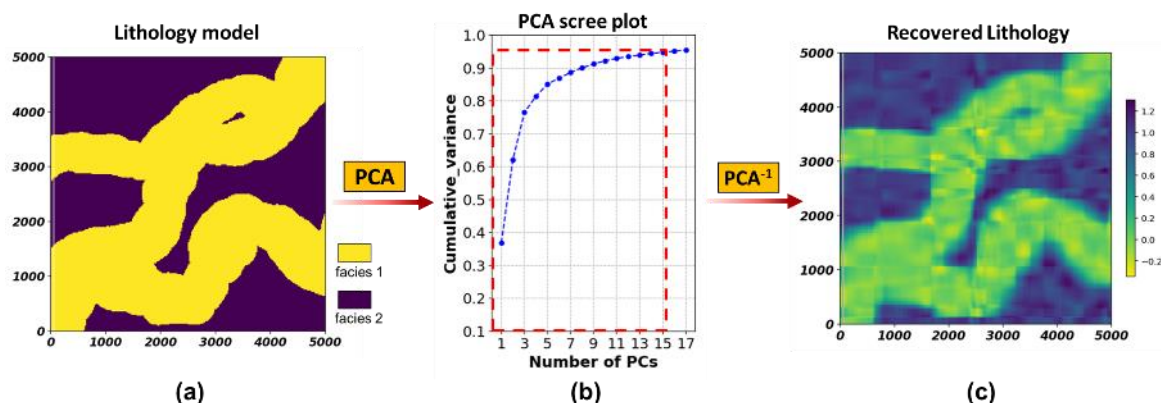 Lithology model
5000
4000
3000
2000
1000
0
0 1000 2000 3000 4000 5000
facies 1
facies 2
(a)
PCA
PCA scree plot
Cumulative_variance
1.0
0.9
0.8
0.7
0.6
0.5
0.4
0.3
0.2
0.1
1 3 5 7 9 11 13 15 17
Number of PCs
(b)
PCA-1
Recovered Lithology
5000
4000
3000
2000
1000
0
0 1000 2000 3000 4000 5000
1.2
1.0
0.8
0.6
0.4
0.2
0.0
−0.2
(c)